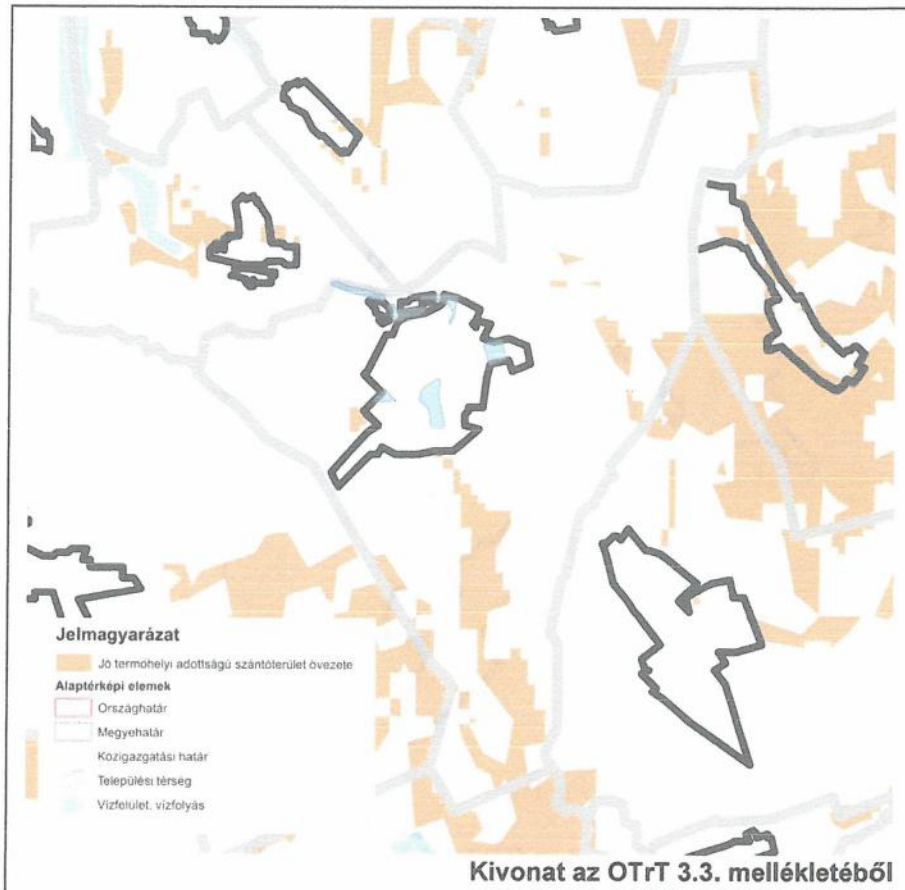 Jelmagyarázat
Jó termőhelyi adottságú szántóterület övezete
Alaptérképi elemek
Országhatár
Megyehatár
Közigazgatási határ
Települési térség
Vízfelület, vízfolyás
Kivonat az OTrT 3.3. mellékletéből